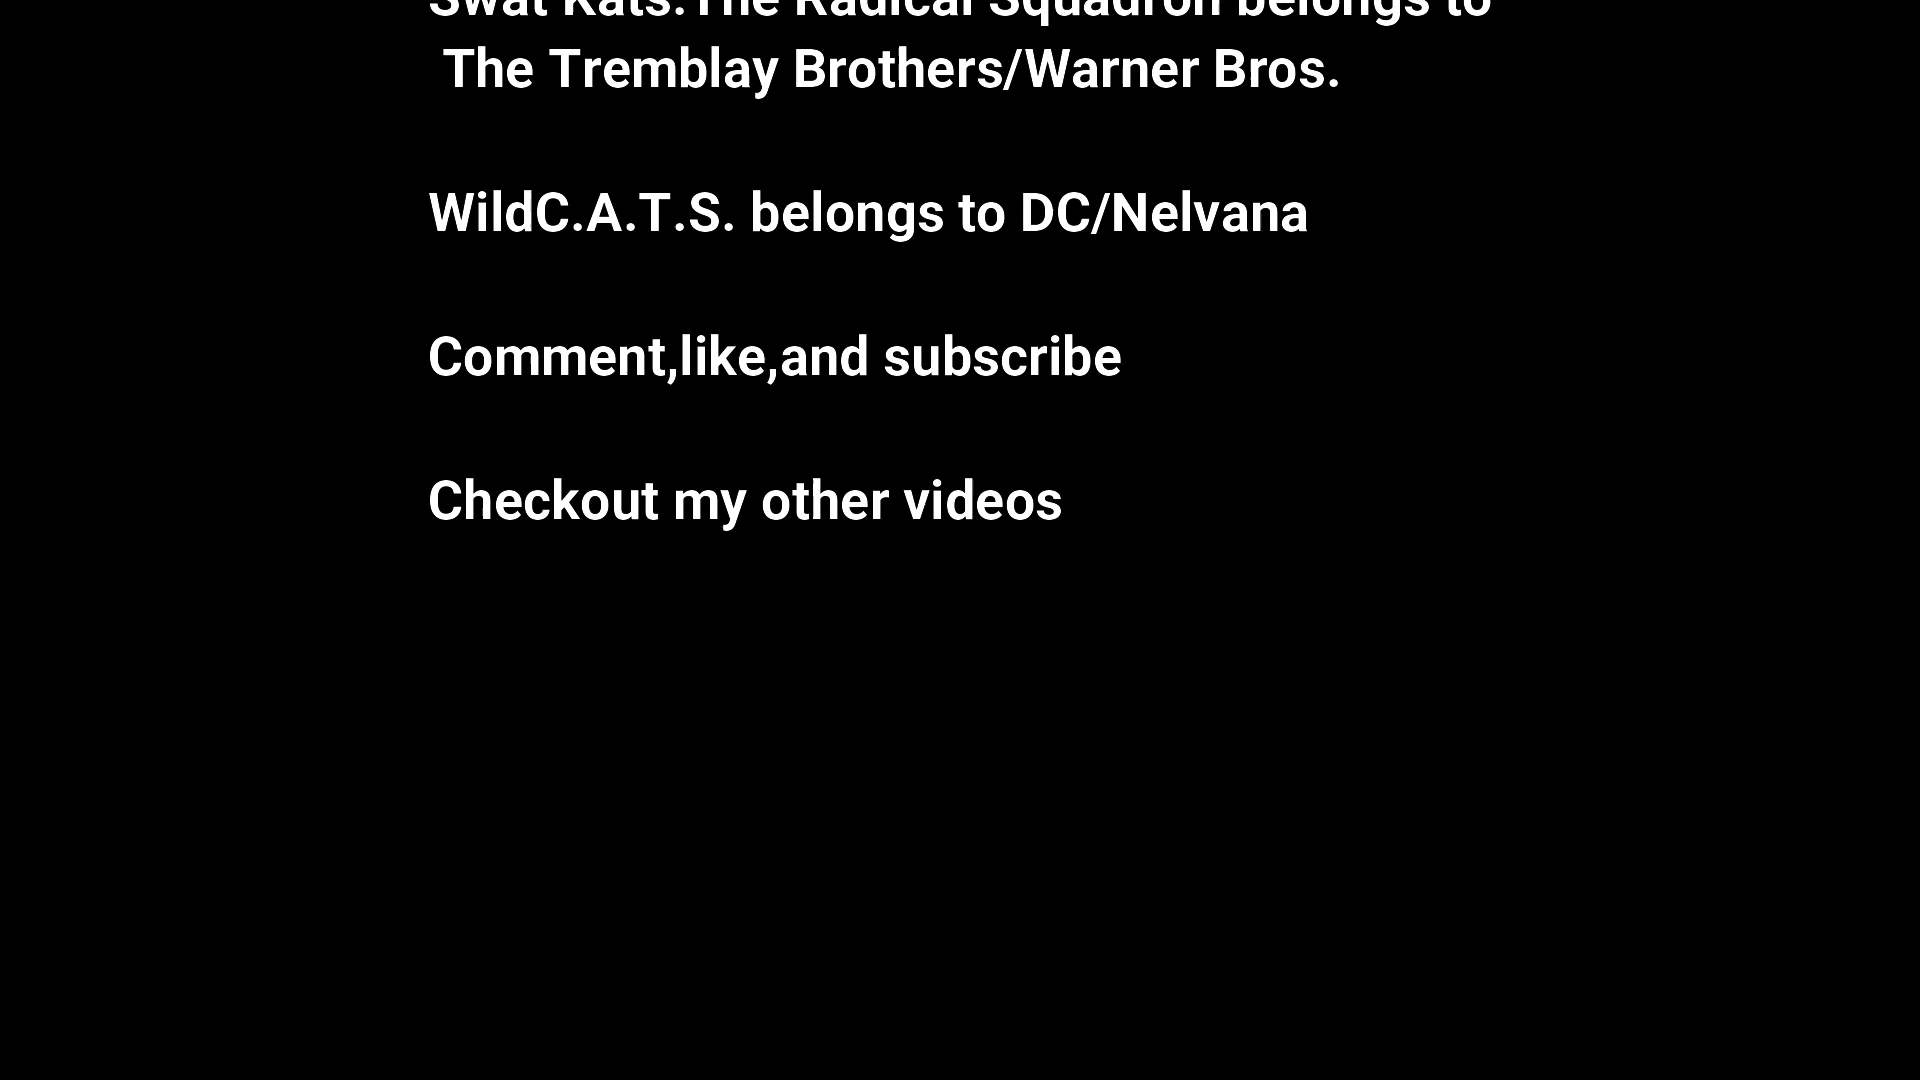 Swat Kats:The Radical Squadron belongs to
The Tremblay Brothers/Warner Bros.
WildC.A.T.S. belongs to DC/Nelvana
Comment,like,and subscribe
Checkout my other videos